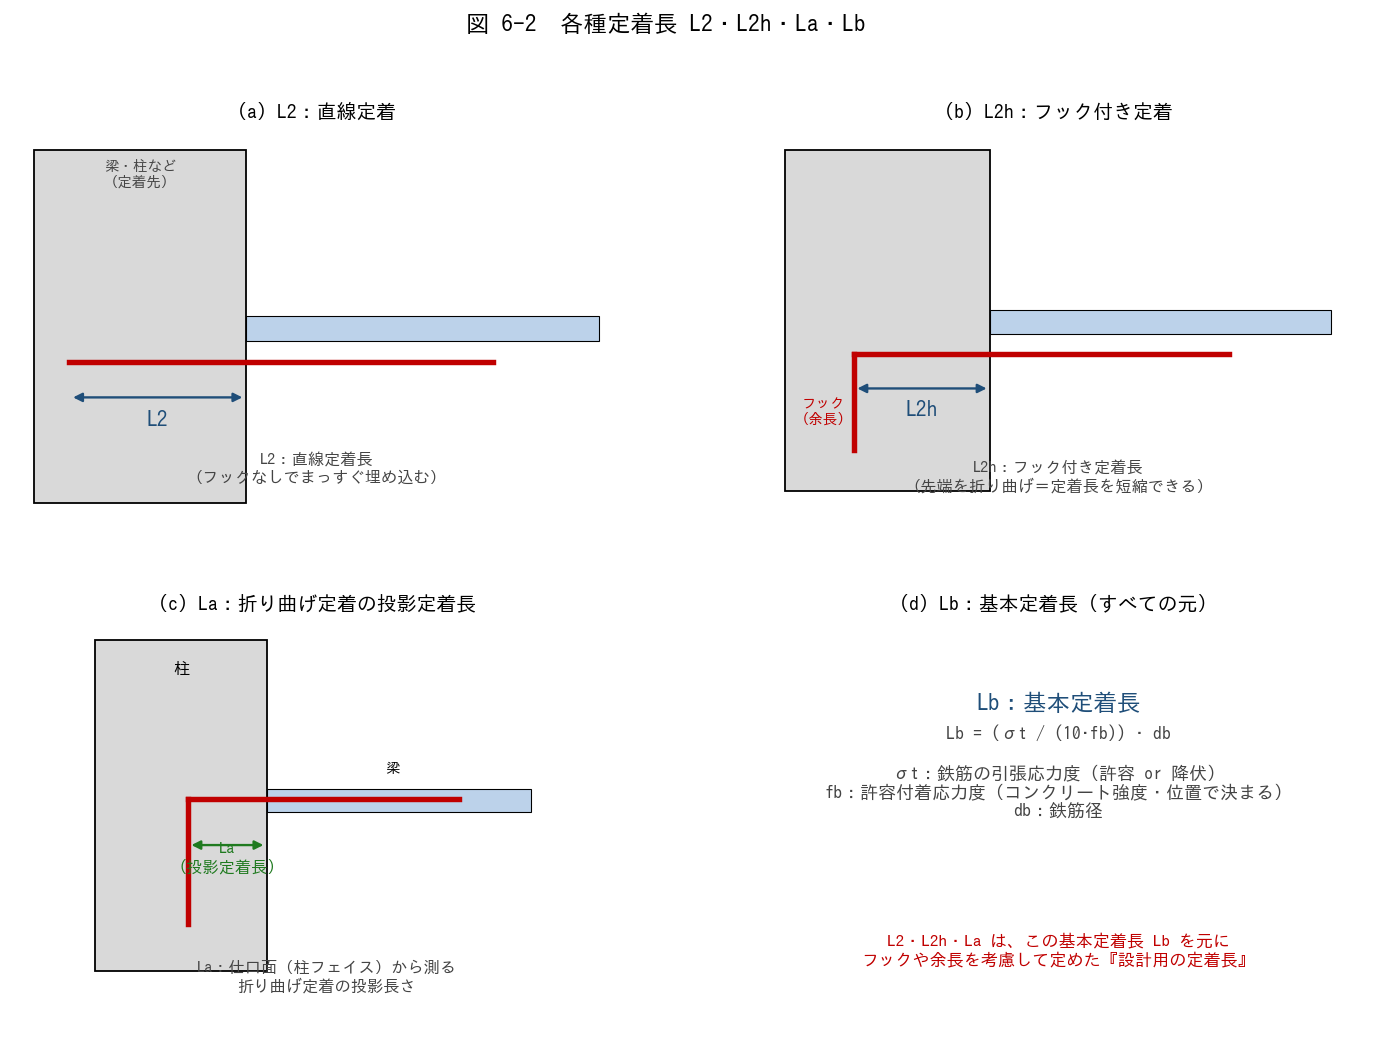 図 6-2　各種定着長 L2・L2h・La・Lb
(a) L2：直線定着
梁・柱など
(定着先)
L2
L2：直線定着長
(フックなしでまっすぐ埋め込む)
(b) L2h：フック付き定着
フック
(余長)
L2h
L2h：フック付き定着長
(先端を折り曲げ＝定着長を短縮できる)
(c) La：折り曲げ定着の投影定着長
柱
梁
La
(投影定着長)
La：仕口面（柱フェイス）から測る
折り曲げ定着の投影長さ
(d) Lb：基本定着長（すべての元）
Lb：基本定着長
Lb = (σt / (10·fb)) · db
σt：鉄筋の引張応力度（許容 or 降伏）
fb：許容付着応力度（コンクリート強度・位置で決まる）
db：鉄筋径
L2・L2h・La は、この基本定着長 Lb を元に
フックや余長を考慮して定めた『設計用の定着長』